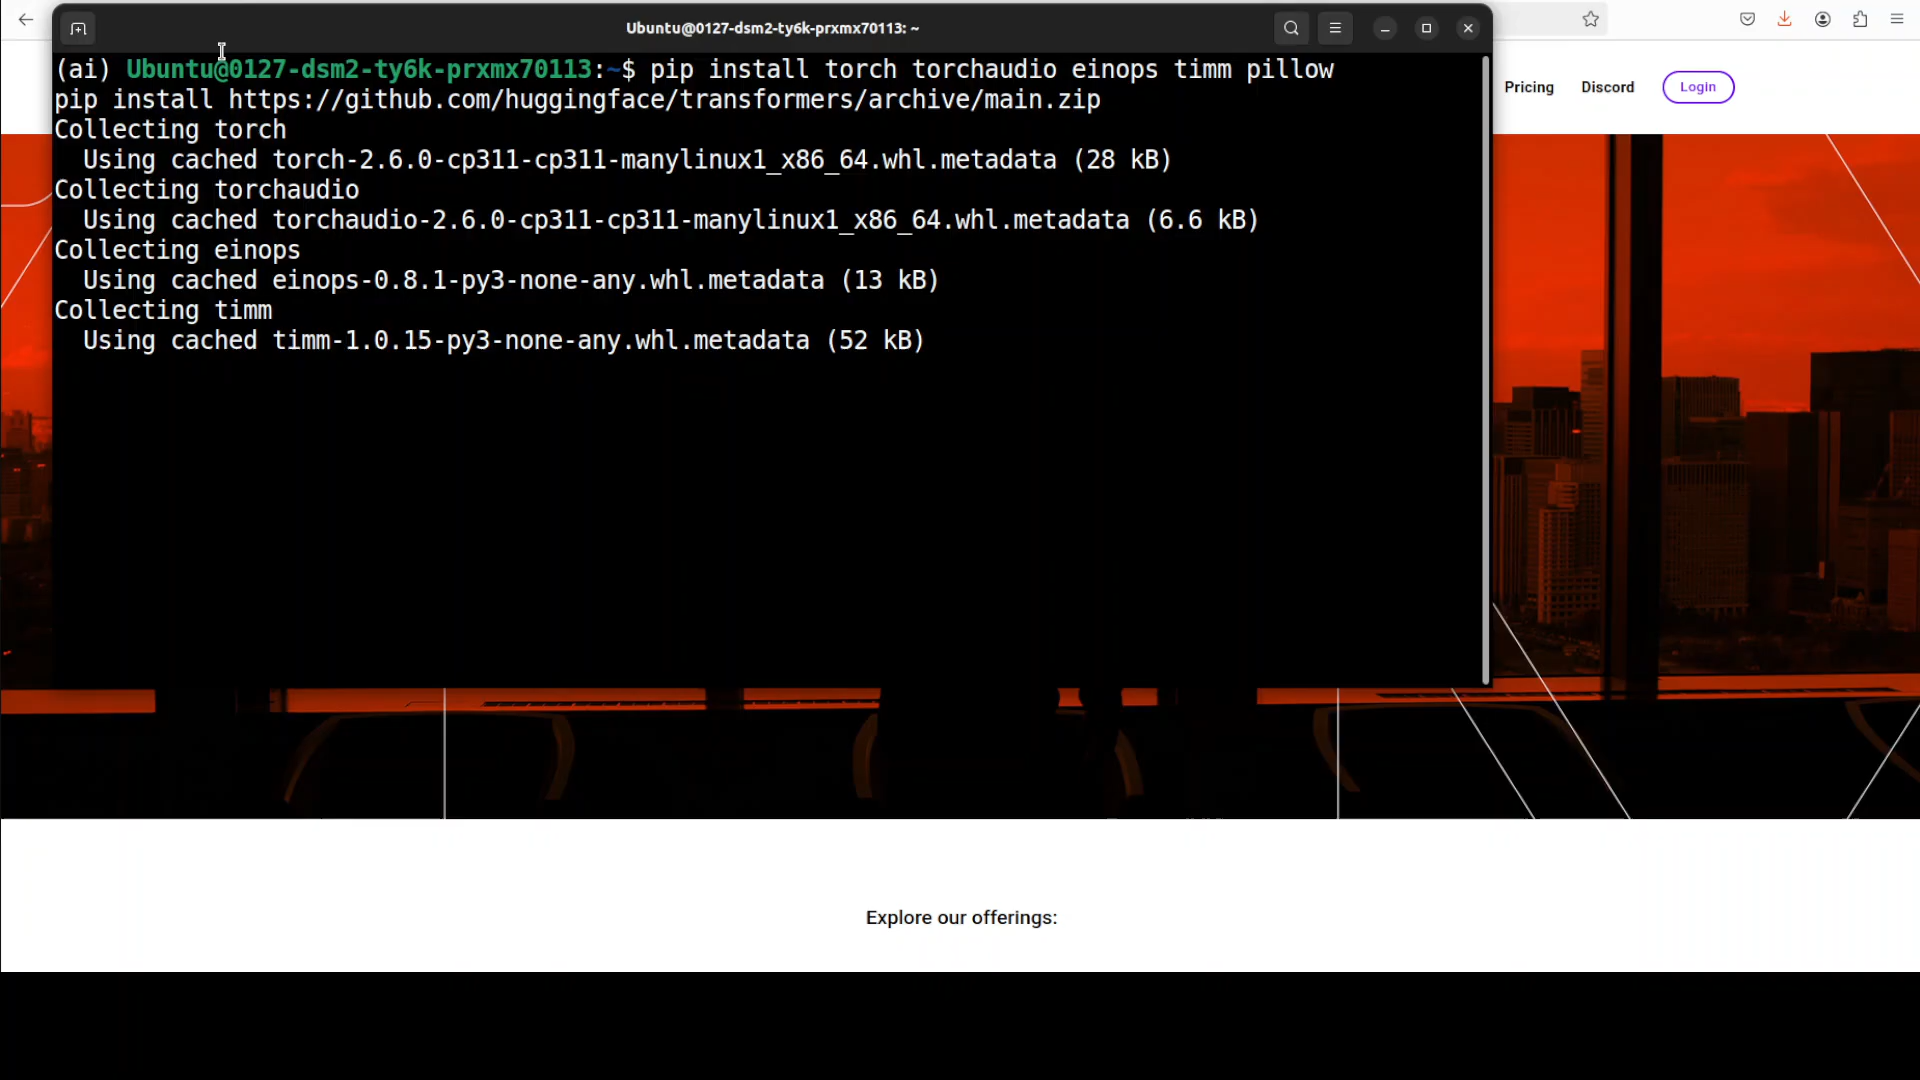 Ubuntu@0127-dsm2-ty6k-prxmx70113: ~
(ai) Ubuntu@0127-dsm2-ty6k-prxmx70113:~$ pip install torch torchaudio einops timm pillow
pip install https://github.com/huggingface/transformers/archive/main.zip
Collecting torch
  Using cached torch-2.6.0-cp311-cp311-manylinux1_x86_64.whl.metadata (28 kB)
Collecting torchaudio
  Using cached torchaudio-2.6.0-cp311-cp311-manylinux1_x86_64.whl.metadata (6.6 kB)
Collecting einops
  Using cached einops-0.8.1-py3-none-any.whl.metadata (13 kB)
Collecting timm
  Using cached timm-1.0.15-py3-none-any.whl.metadata (52 kB)
Pricing Discord Login
Explore our offerings: